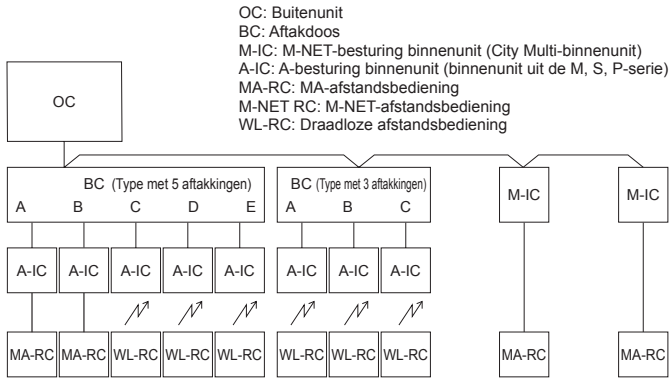 OC: Buitenunit
BC: Aftakdoos
M-IC: M-NET-besturing binnenunit (City Multi-binnenunit)
A-IC: A-besturing binnenunit (binnenunit uit de M, S, P-serie)
MA-RC: MA-afstandsbediening
M-NET RC: M-NET-afstandsbediening
WL-RC: Draadloze afstandsbediening
OC
BC (Type met 5 aftakkingen)
A B C D E
BC (Type met 3 aftakkingen)
A B C
M-IC M-IC
A-IC A-IC A-IC A-IC A-IC A-IC A-IC A-IC
MA-RC MA-RC WL-RC WL-RC WL-RC WL-RC WL-RC WL-RC MA-RC MA-RC